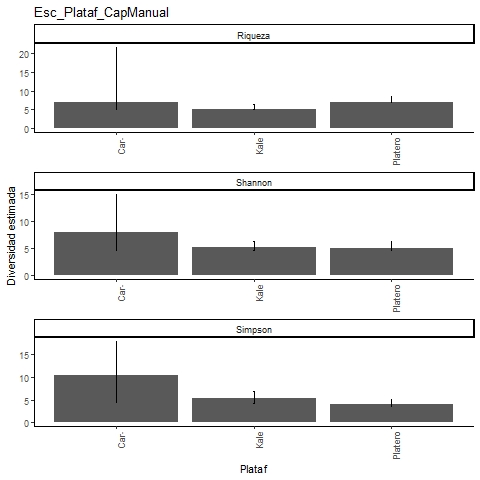 Esc_Plataf_CapManual
Riqueza
20
15
10
5
0
Car-
Kale
Platero
Shannon
15
10
5
0
Car-
Kale
Platero
Simpson
15
10
5
0
Car-
Kale
Platero
Diversidad estimada
Plataf